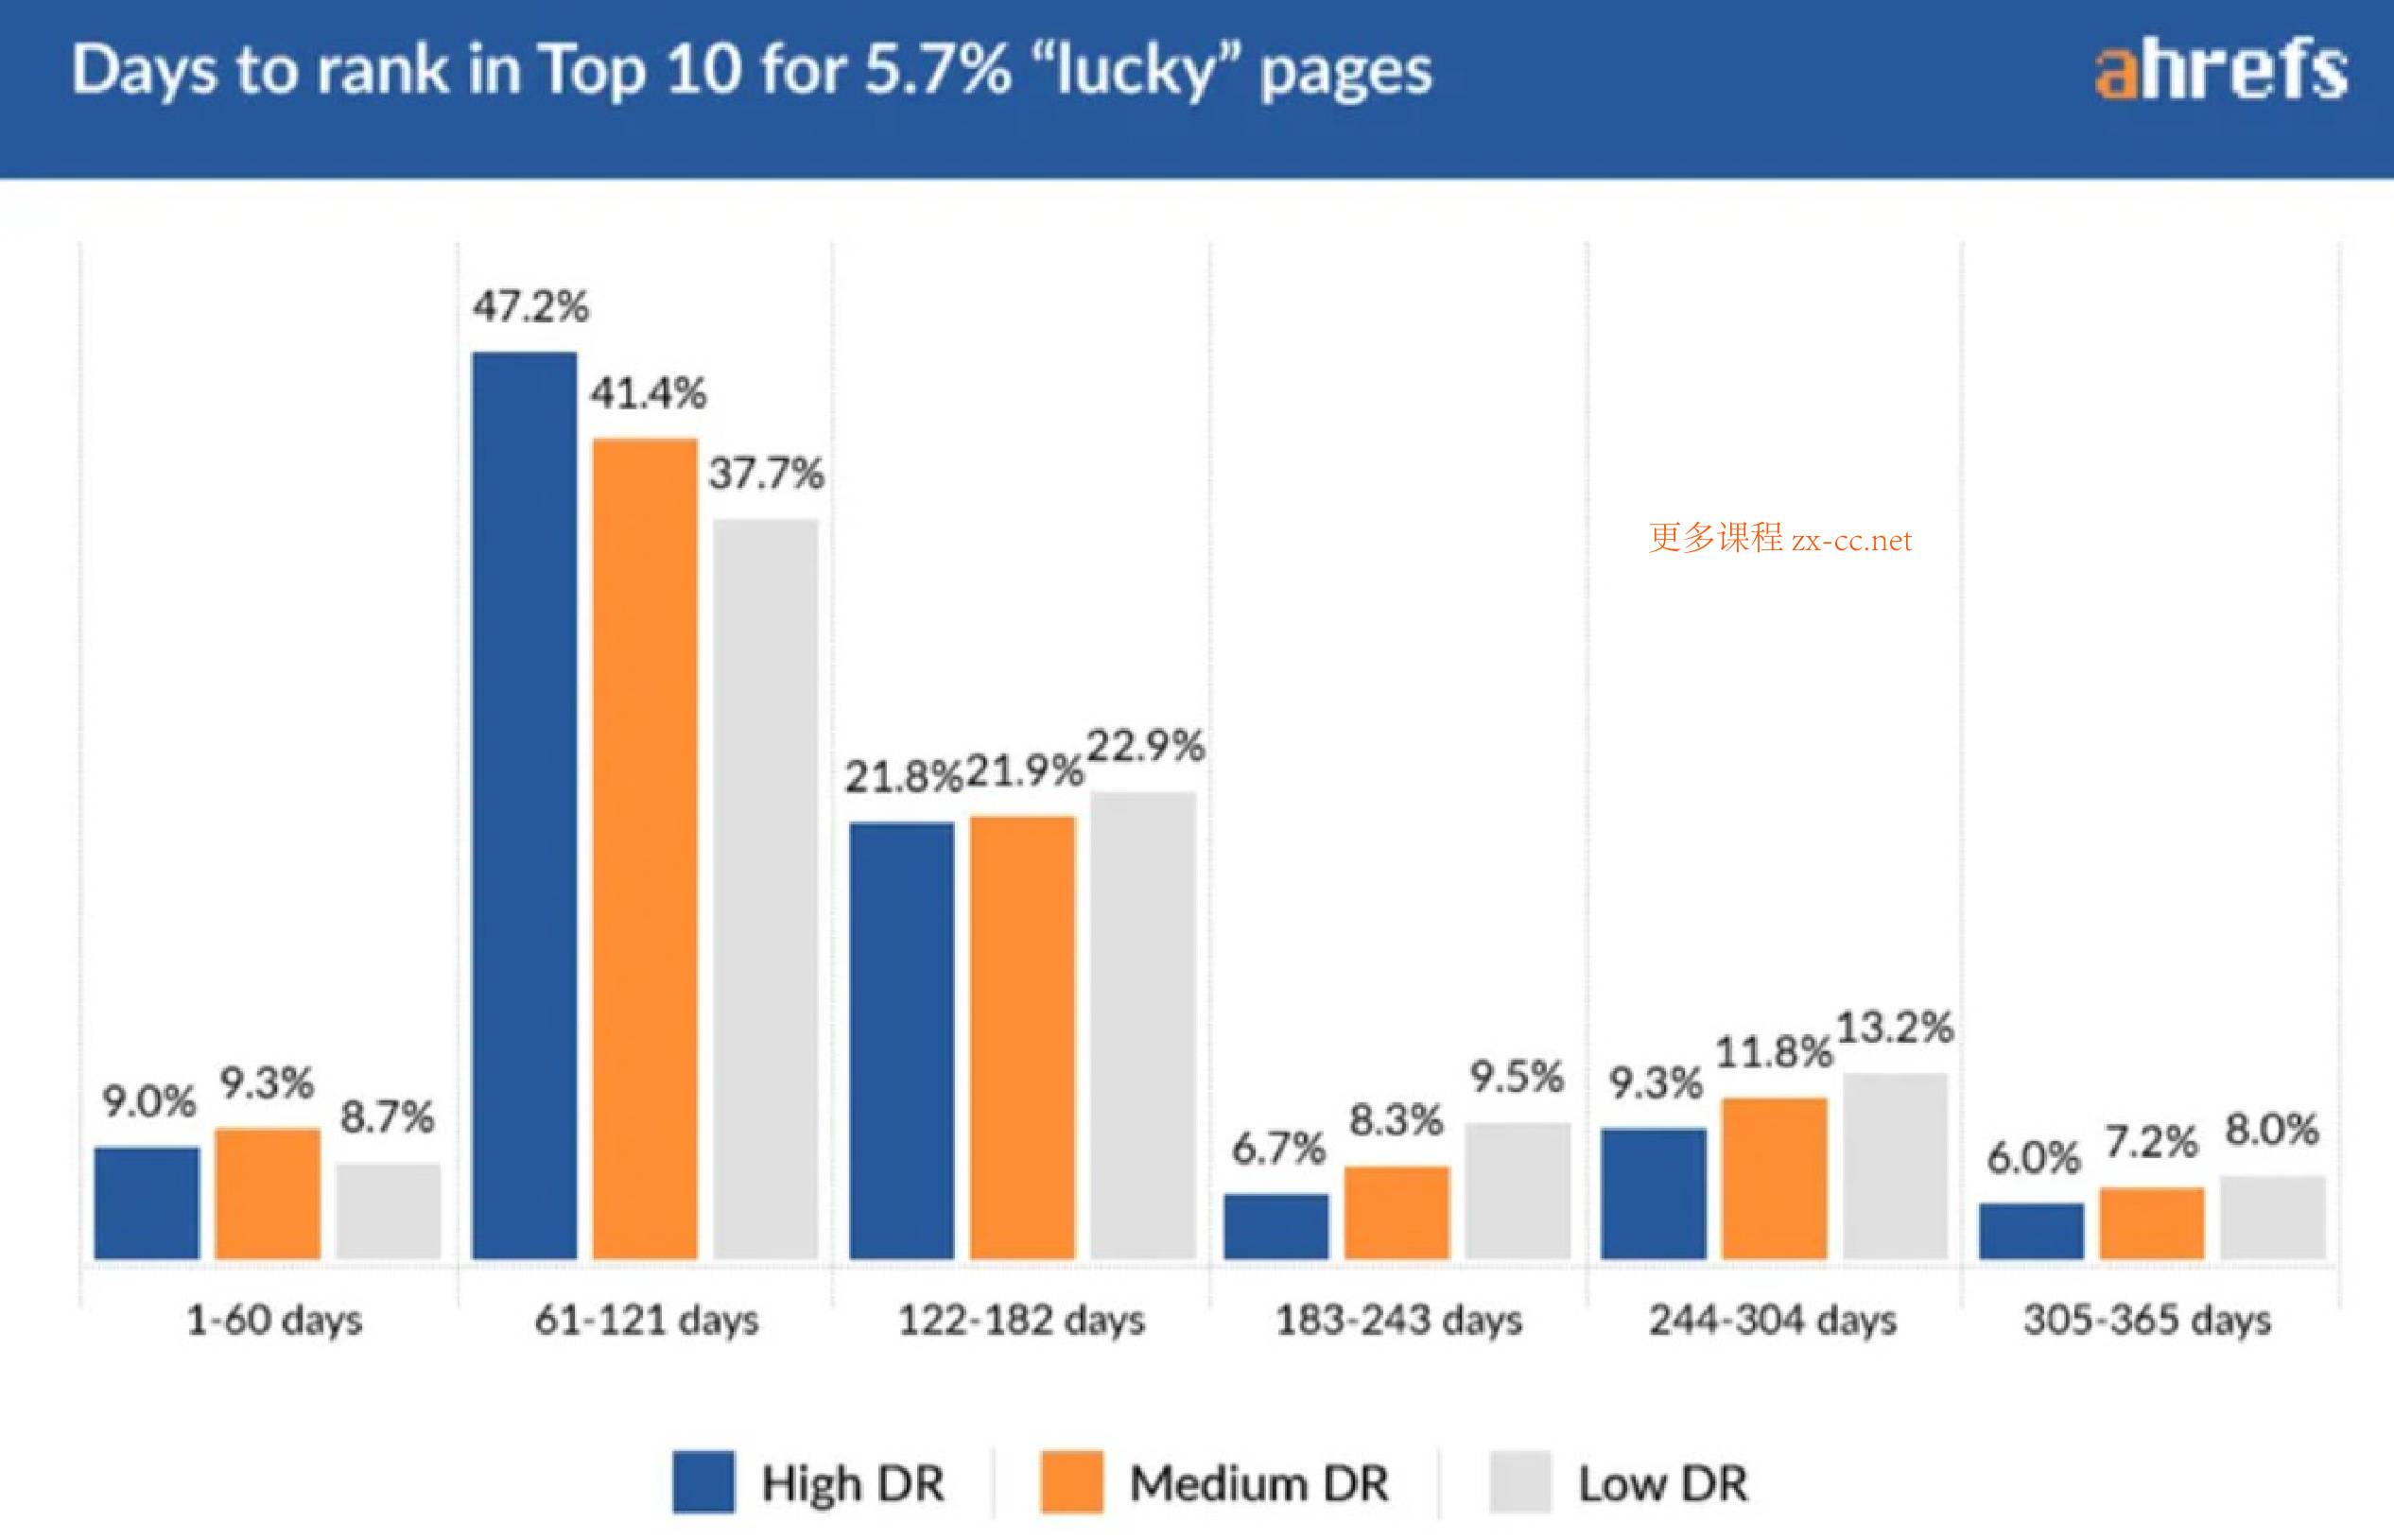 Days to rank in Top 10 for 5.7% “lucky” pages
ahrefs
47.2%
41.4%
37.7%
更多课程 zx-cc.net
21.8% 21.9% 22.9%
9.0% 9.3% 8.7%
6.7% 8.3% 9.5%
9.3% 11.8% 13.2%
6.0% 7.2% 8.0%
1-60 days
61-121 days
122-182 days
183-243 days
244-304 days
305-365 days
High DR
Medium DR
Low DR